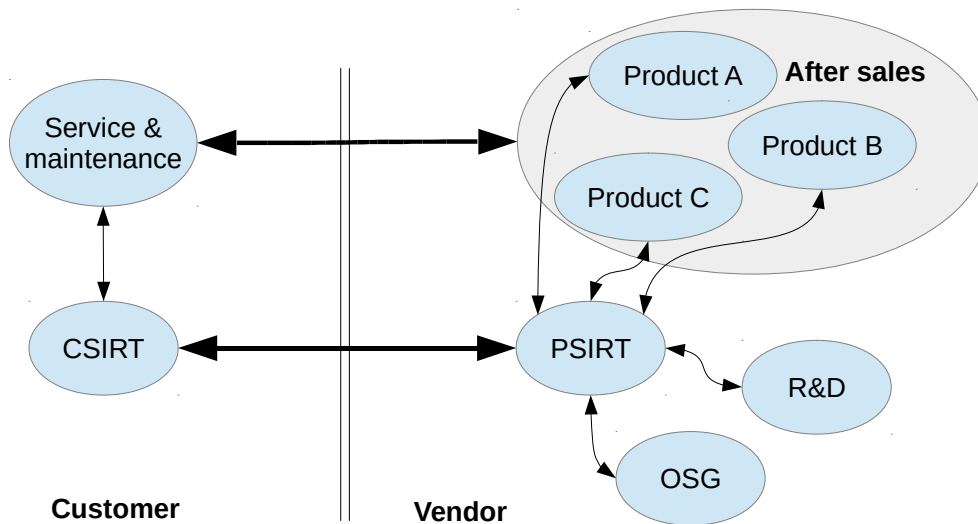 Product A
After sales
Service &
maintenance
Product B
Product C
CSIRT
PSIRT
R&D
OSG
Customer
Vendor